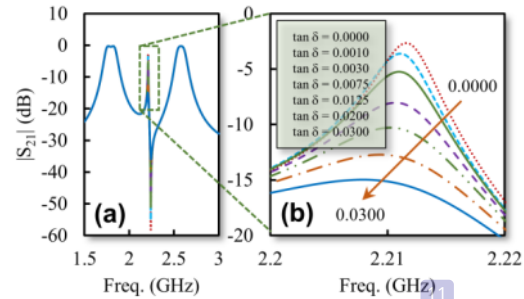 |S21| (dB)
10
0
-10
-20
-30
-40
-50
-60
(a)
1.5 2 2.5 3
Freq. (GHz)
0
-5
-10
-15
-20
tan δ = 0.0000
tan δ = 0.0010
tan δ = 0.0030
tan δ = 0.0075
tan δ = 0.0125
tan δ = 0.0200
tan δ = 0.0300
0.0000
0.0300
(b)
2.2 2.21 2.22
Freq. (GHz)